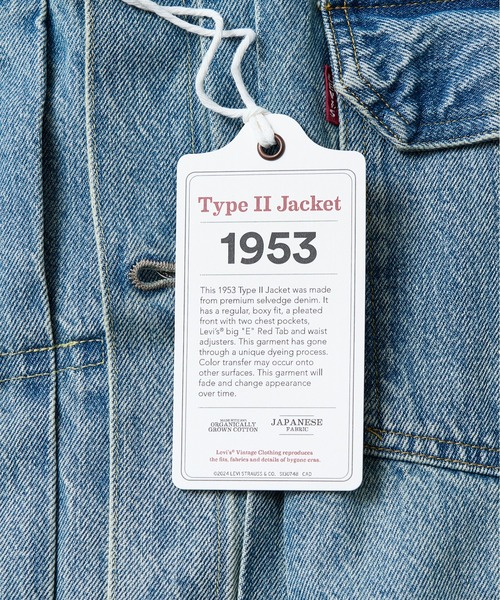 Type II Jacket
1953
This 1953 Type II Jacket was made
from premium selvedge denim. It
has a regular, boxy fit, a pleated
front with two chest pockets,
Levi's® big "E" Red Tab and waist
adjusters. This garment has gone
through a unique dyeing process.
Color transfer may occur onto
other surfaces. This garment will
fade and change appearance
over time.
ORGANICALLY
GROWN COTTON
JAPANESE
FABRIC
Levi's® Vintage Clothing reproduces
the fits, fabrics and details of bygone eras.
©2024 LEVI STRAUSS & CO.